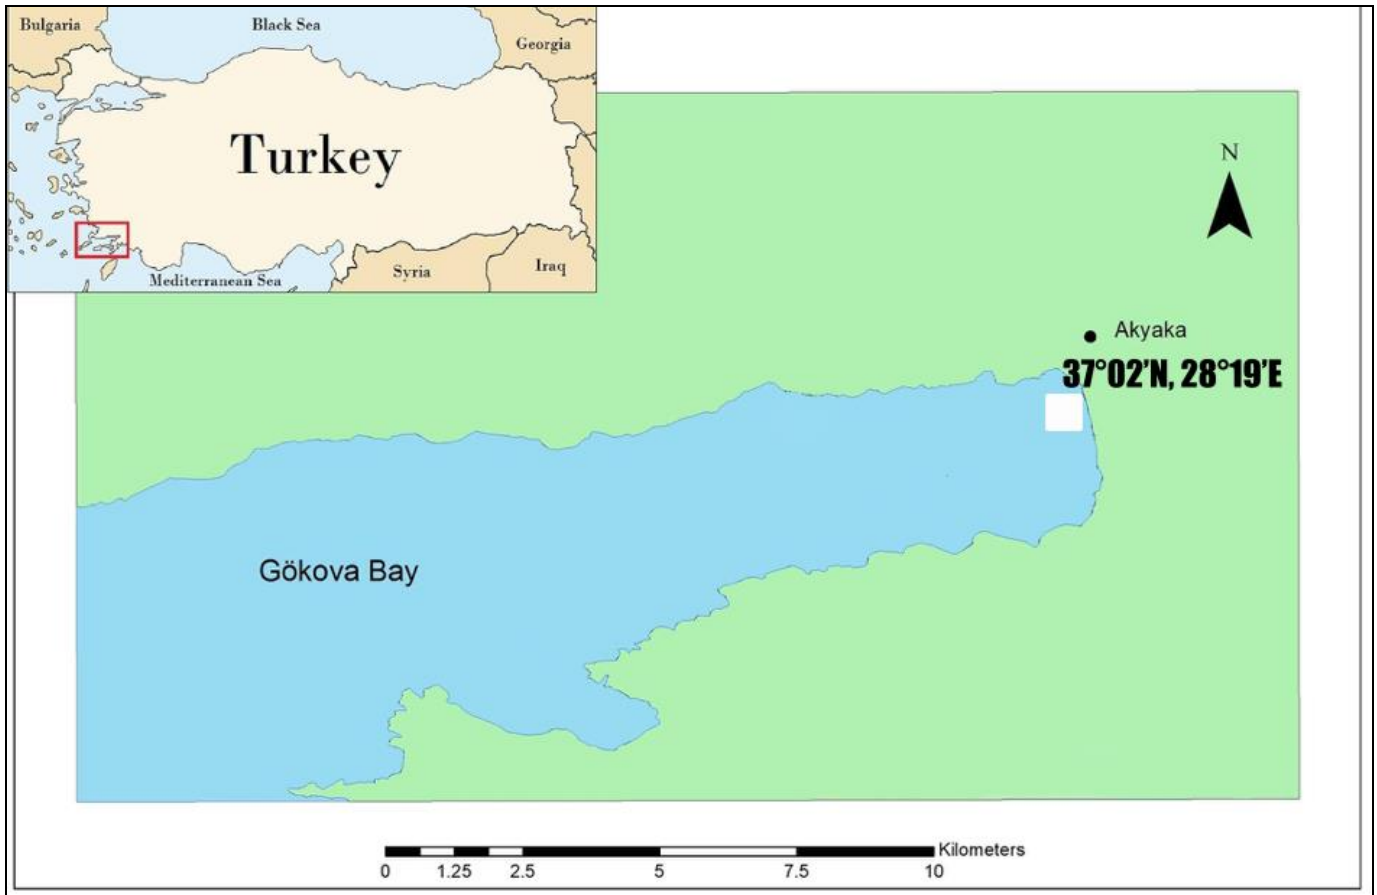 Bulgaria
Black Sea
Georgia
Turkey
Mediterranean Sea
Syria
Iraq
N
Akyaka
37°02'N, 28°19'E
Gökova Bay
Kilometers
0 1.25 2.5 5 7.5 10